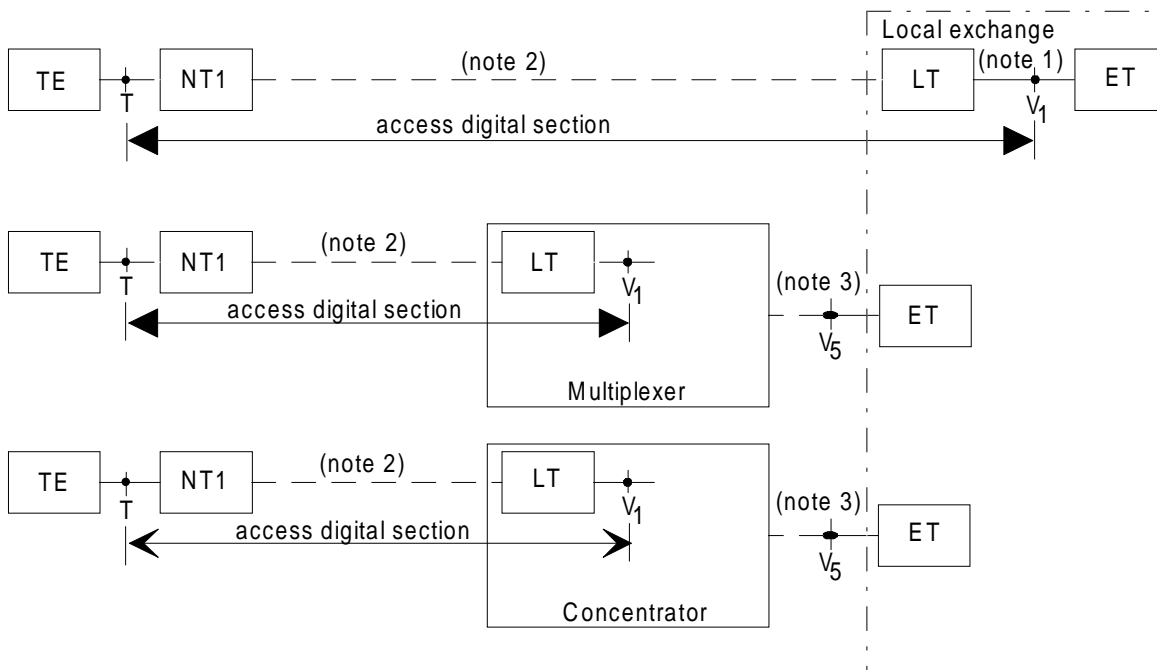 Local exchange
TE
NT1
(note 2)
LT
(note 1)
ET
T
V1
access digital section
TE
NT1
(note 2)
LT
T
V1
access digital section
(note 3)
V5
ET
Multiplexer
TE
NT1
(note 2)
LT
T
V1
access digital section
(note 3)
V5
ET
Concentrator